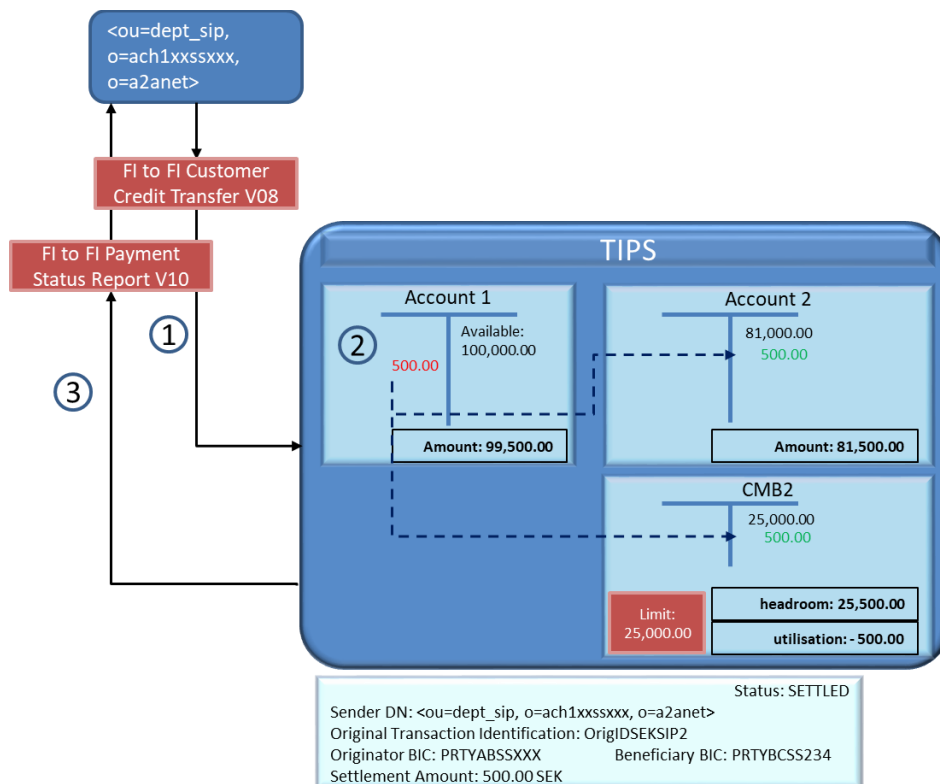 <ou=dept_sip,
o=ach1xxssxxx,
o=a2anet>
FI to FI Customer
Credit Transfer V08
FI to FI Payment
Status Report V10
1
3
TIPS
Account 1
2
Available:
100,000.00
500.00
Amount: 99,500.00
Account 2
81,000.00
500.00
Amount: 81,500.00
CMB2
25,000.00
500.00
Limit:
25,000.00
headroom: 25,500.00
utilisation: - 500.00
Status: SETTLED
Sender DN: <ou=dept_sip, o=ach1xxssxxx, o=a2anet>
Original Transaction Identification: OrigIDSEKSIP2
Originator BIC: PRTYABSSXXX Beneficiary BIC: PRTYBCSS234
Settlement Amount: 500.00 SEK